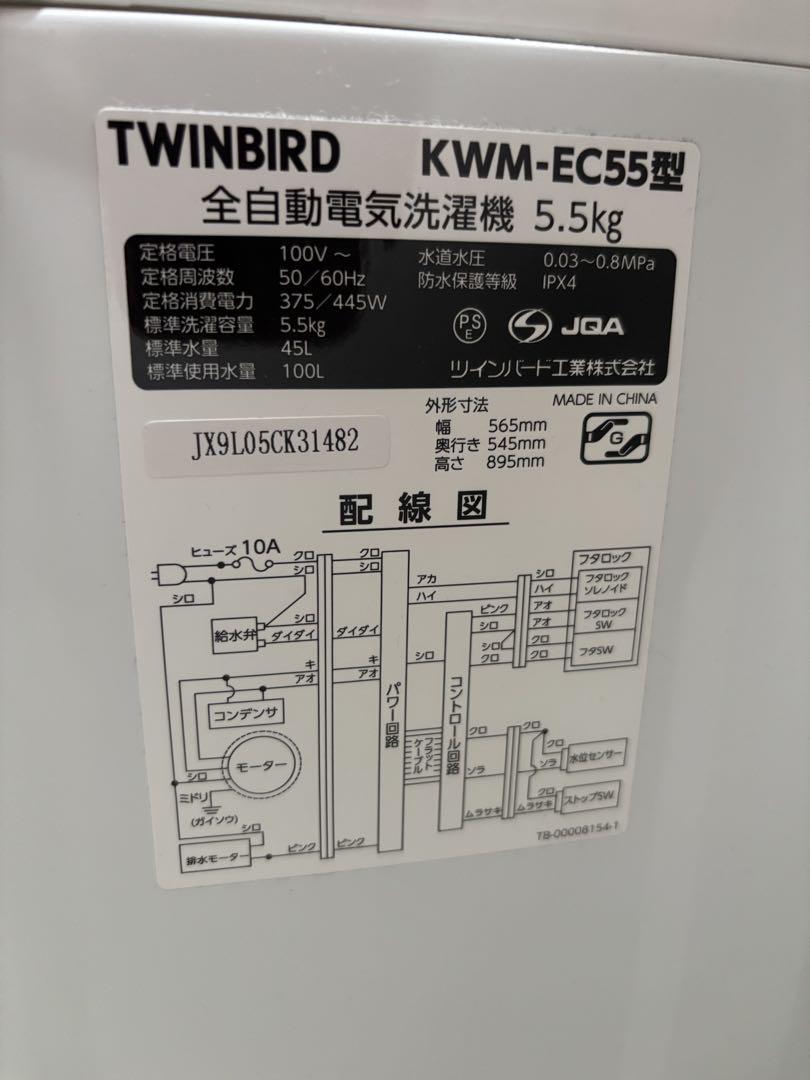 TWINBIRD KWM-EC55型
全自動電気洗濯機 5.5kg
定格電圧 100V～
定格周波数 50／60Hz
定格消費電力 375／445W
標準洗濯容量 5.5kg
標準水量 45L
標準使用水量 100L
水道水圧 0.03～0.8MPa
防水保護等級 IPX4
PS E
JQA
ツインバード工業株式会社
JX9L05CK31482
外形寸法
幅 565mm
奥行き 545mm
高さ 895mm
MADE IN CHINA
G
配線図
ヒューズ 10A
クロ
シロ
クロ
シロ
シロ
給水弁
シロ
ダイダイ
ダイダイ
キ
アオ
キ
アオ
コンデンサ
モーター
シロ
ミドリ
(ガイソウ)
シロ
排水モーター
ピンク
ピンク
パワー回路
アカ
ハイ
シロ
フラット
ケーブル
コントロール回路
ピンク
シロ
シロ
クロ
シロ
ハイ
アオ
アオ
クロ
クロ
フタロック
フタロック
ソレノイド
フタロック
SW
フタSW
クロ
ソラ
ムラサキ
クロ
クロ
ソラ
クロ
ムラサキ
水位センサー
ストップSW
TB-00008154-1